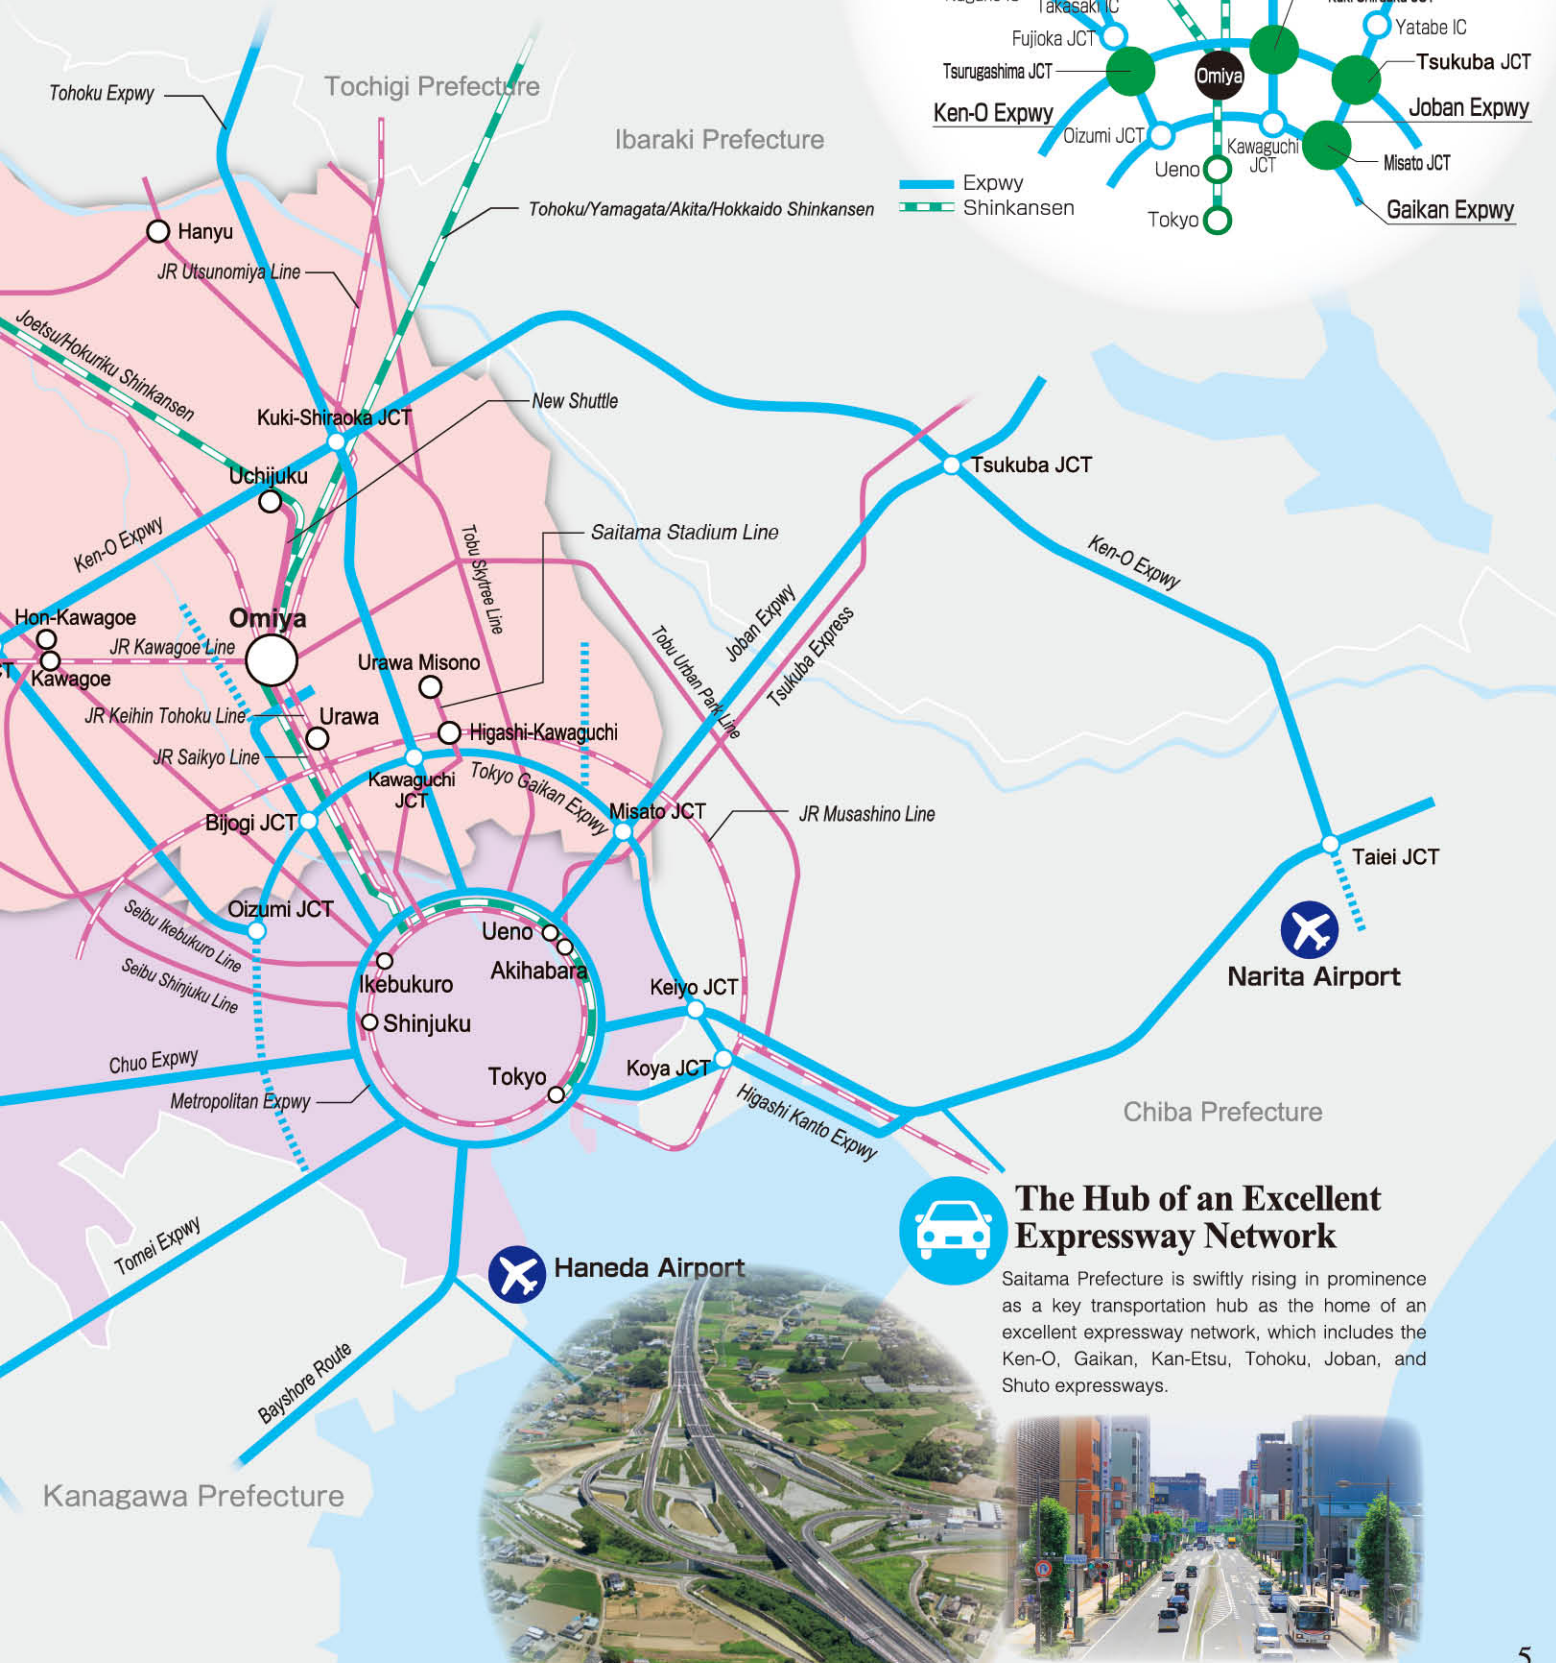 Takasaki IC
Fujioka JCT
Yatabe IC
Tsurugashima JCT
Omiya
Tsukuba JCT
Ken-O Expwy
Joban Expwy
Oizumi JCT
Kawaguchi
JCT
Misato JCT
Ueno
Expwy
Shinkansen
Gaikan Expwy
Tokyo
Tohoku Expwy
Tochigi Prefecture
Ibaraki Prefecture
Tohoku/Yamagata/Akita/Hokkaido Shinkansen
Hanyu
JR Utsunomiya Line
Joetsu/Hokuriku Shinkansen
New Shuttle
Kuki-Shiraoka JCT
Uchijuku
Tsukuba JCT
Ken-O Expwy
Saitama Stadium Line
Tobu Skytree Line
Ken-O Expwy
Hon-Kawagoe
Omiya
JR Kawagoe Line
Kawagoe
Urawa Misono
Joban Expwy
Tsukuba Express
Tobu Urban Park Line
JR Keihin Tohoku Line
Urawa
Higashi-Kawaguchi
JR Saikyo Line
Kawaguchi
JCT
Tokyo Gaikan Expwy
Misato JCT
JR Musashino Line
Bijogi JCT
Taiei JCT
Oizumi JCT
Seibu Ikebukuro Line
Seibu Shinjuku Line
Ueno
Akihabara
Ikebukuro
Shinjuku
Keiyo JCT
Narita Airport
Chuo Expwy
Tokyo
Koya JCT
Metropolitan Expwy
Higashi Kanto Expwy
Chiba Prefecture
Tomei Expwy
Haneda Airport
Bayshore Route
Kanagawa Prefecture
The Hub of an Excellent
Expressway Network
Saitama Prefecture is swiftly rising in prominence
as a key transportation hub as the home of an
excellent expressway network, which includes the
Ken-O, Gaikan, Kan-Etsu, Tohoku, Joban, and
Shuto expressways.
5